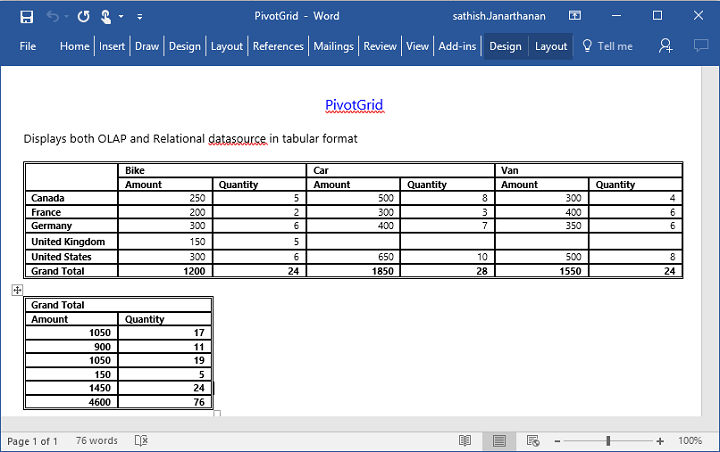 PivotGrid - Word
sathish.Janarthanan
File Home Insert Draw Design Layout References Mailings Review View Add-ins Design Layout Tell me
PivotGrid
Displays both OLAP and Relational datasource in tabular format
Bike Car Van
Amount Quantity Amount Quantity Amount Quantity
Canada 250 5 500 8 300 4
France 200 2 300 3 400 6
Germany 300 6 400 7 350 6
United Kingdom 150 5
United States 300 6 650 10 500 8
Grand Total 1200 24 1850 28 1550 24
Grand Total
Amount Quantity
1050 17
900 11
1050 19
150 5
1450 24
4600 76
Page 1 of 1 76 words 100%